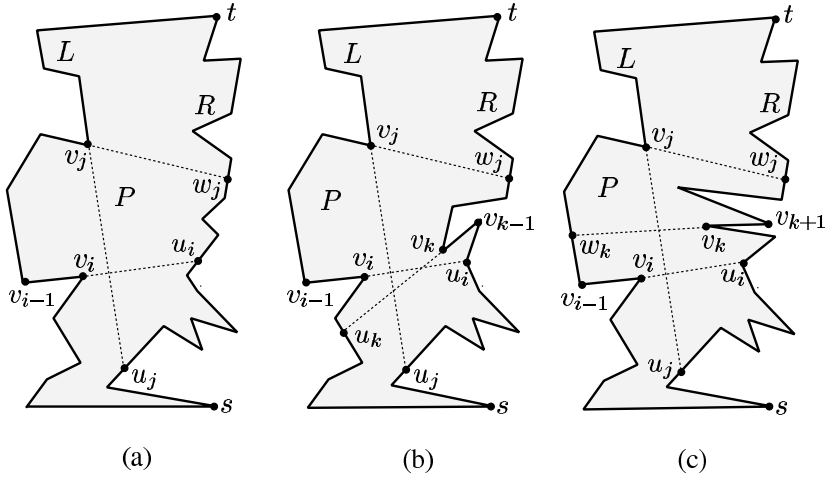 t
L
R
v_j
w_j
P
u_i
v_i
v_{i-1}
u_j
s
(a)
t
L
R
v_j
w_j
P
v_{k-1}
v_k
v_i
u_i
v_{i-1}
u_k
u_j
s
(b)
t
L
R
v_j
w_j
P
v_{k+1}
w_k
v_k
v_i
u_i
v_{i-1}
u_j
s
(c)